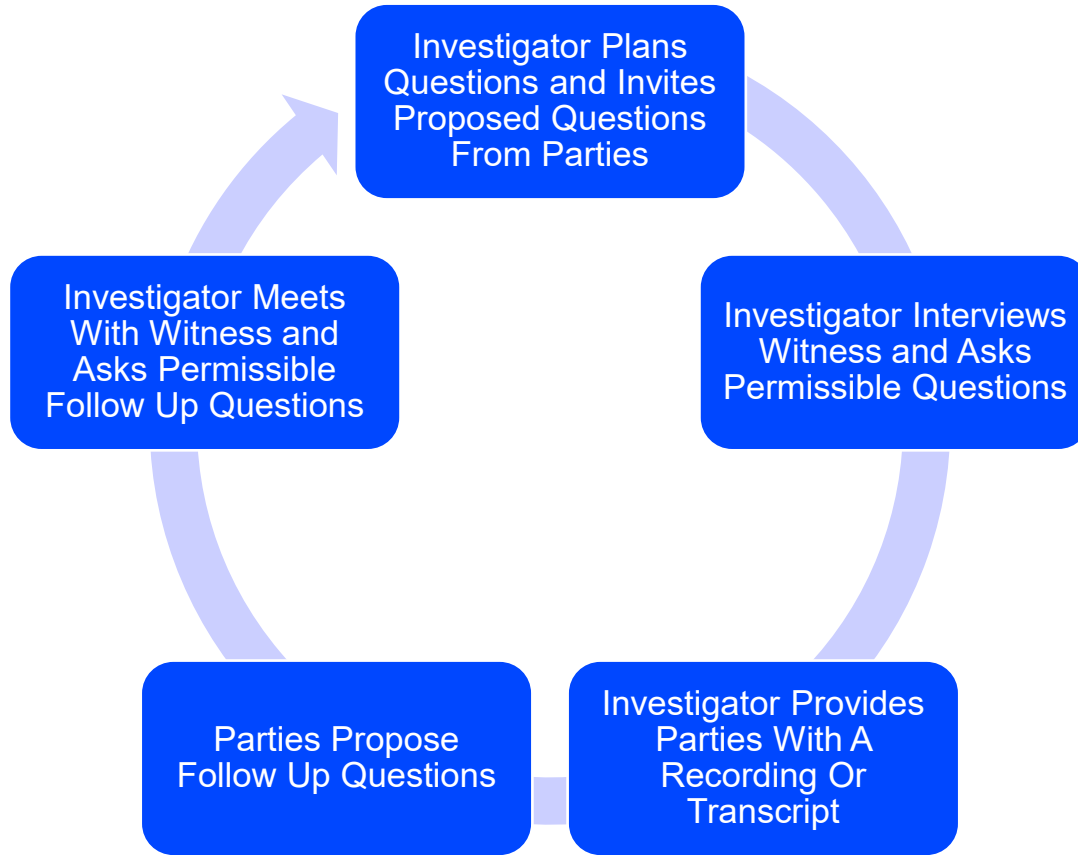 Investigator Plans
Questions and Invites
Proposed Questions
From Parties
Investigator Interviews
Witness and Asks
Permissible Questions
Investigator Provides
Parties With A
Recording Or
Transcript
Parties Propose
Follow Up Questions
Investigator Meets
With Witness and
Asks Permissible
Follow Up Questions